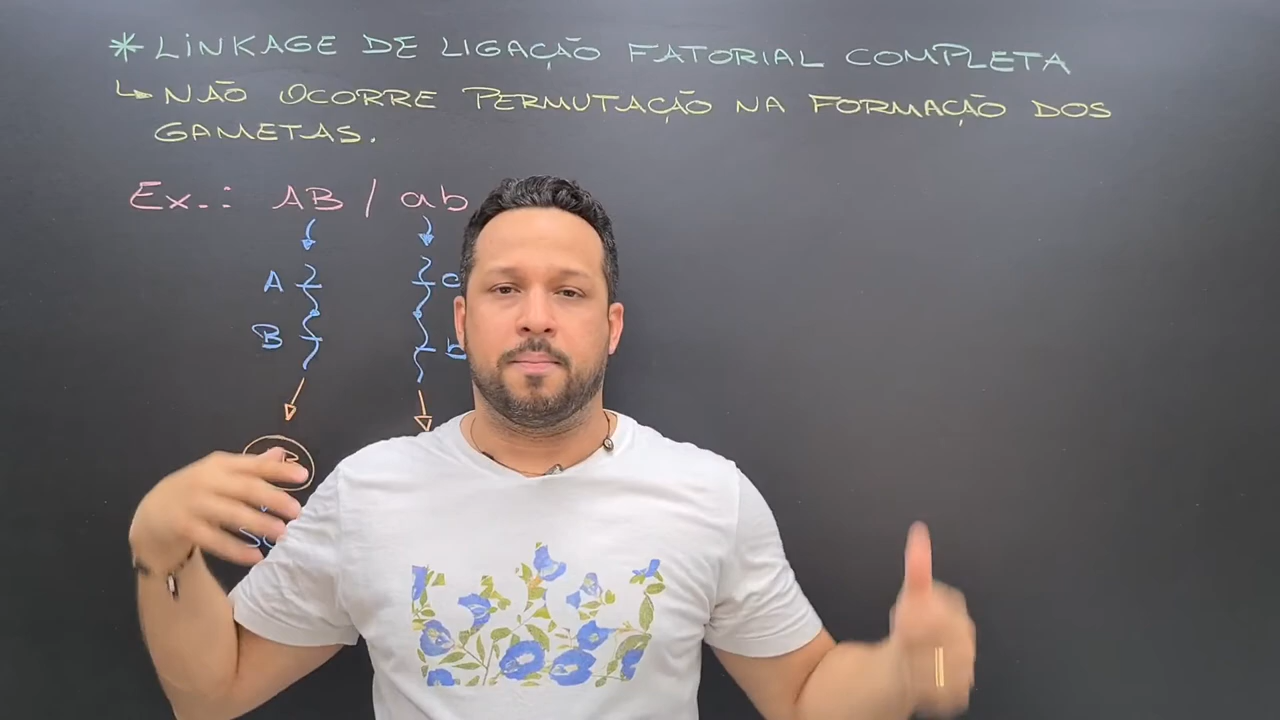 * LINKAGE DE LIGAÇÃO FATORIAL COMPLETA
↳ NÃO OCORRE PERMUTAÇÃO NA FORMAÇÃO DOS
GAMETAS.
Ex.: AB / ab
A
B b